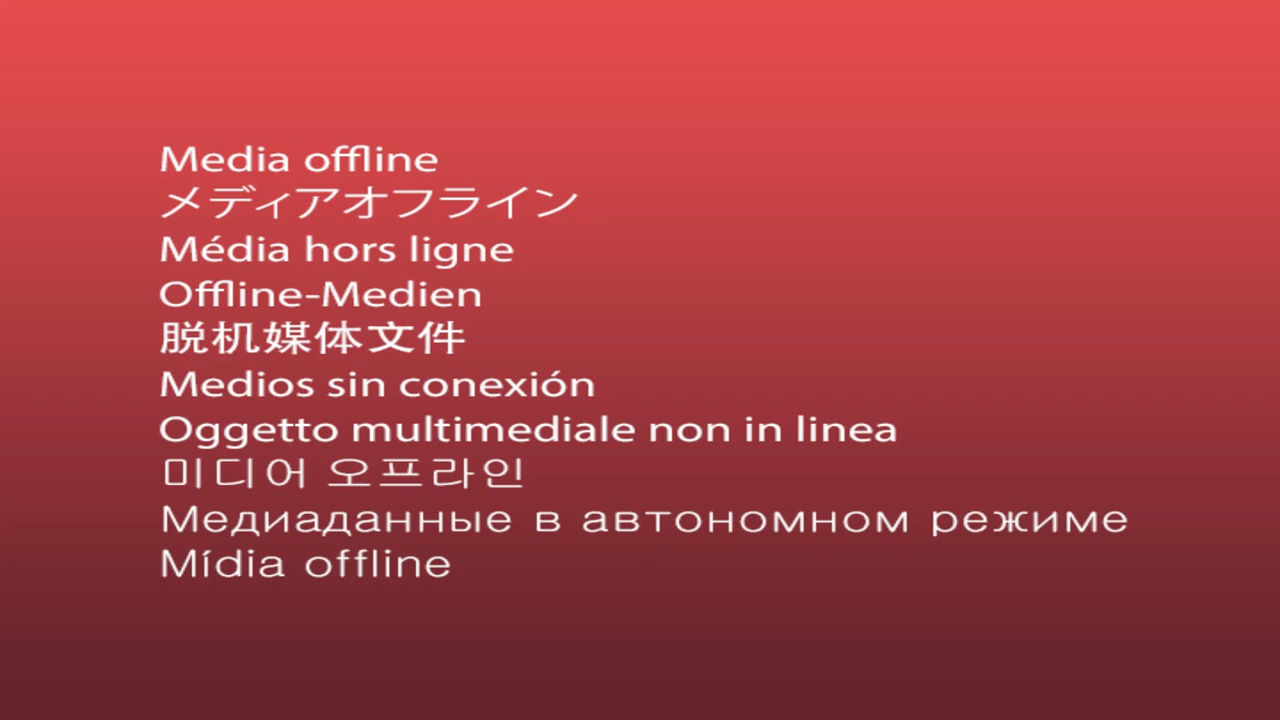 Media offline
メディアオフライン
Média hors ligne
Offline-Medien
脱机媒体文件
Medios sin conexión
Oggetto multimediale non in linea
미디어 오프라인
Медиаданные в автономном режиме
Mídia offline